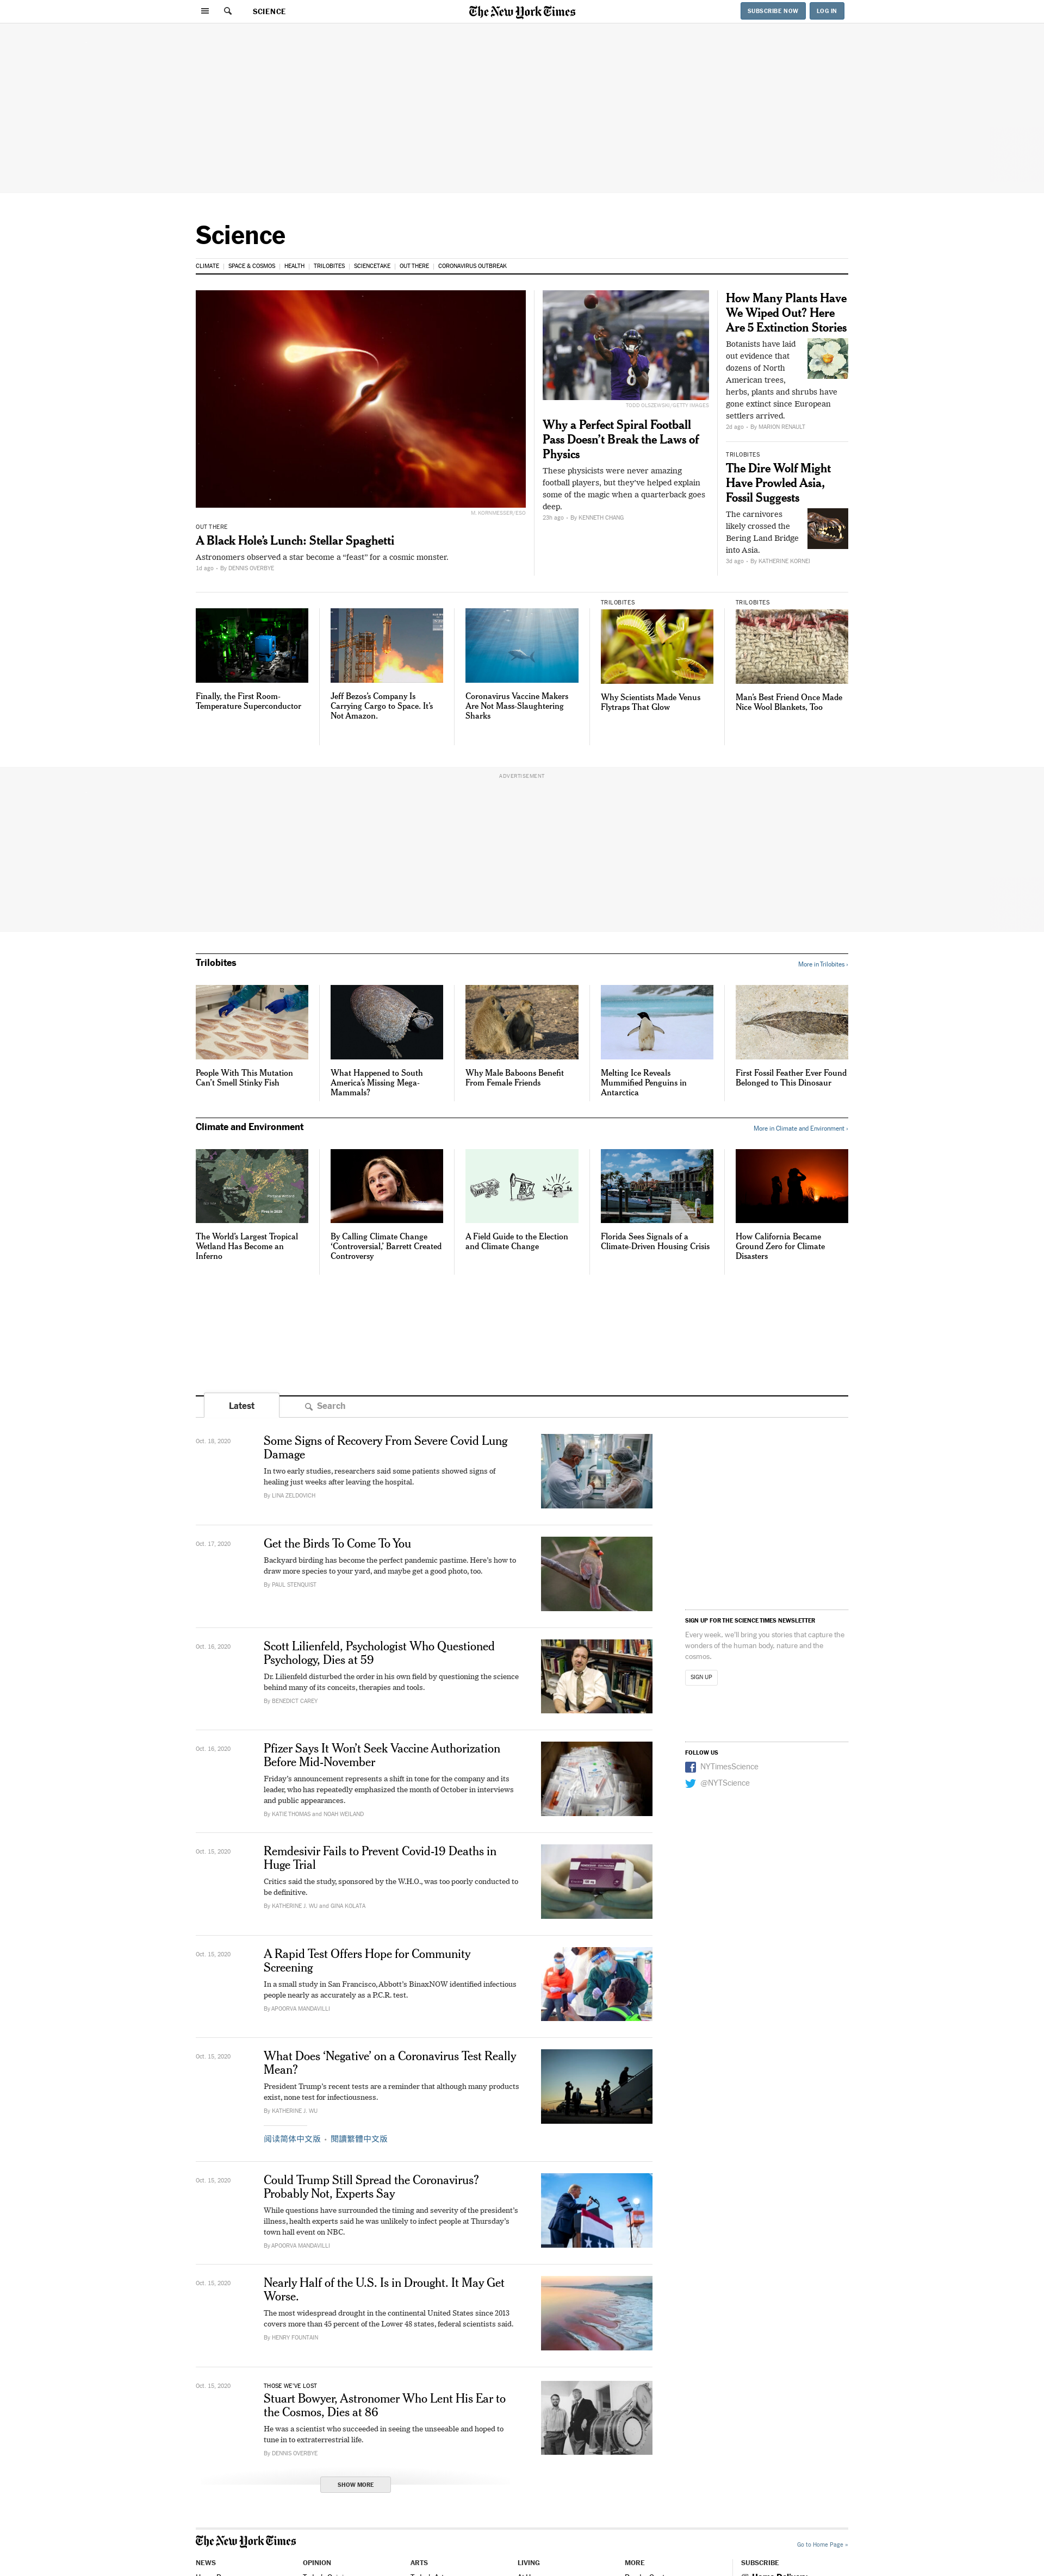 SCIENCE
The New York Times
SUBSCRIBE NOW
LOG IN
Science
CLIMATE
SPACE & COSMOS
HEALTH
TRILOBITES
SCIENCETAKE
OUT THERE
CORONAVIRUS OUTBREAK
M. KORNMESSER/ESO
OUT THERE
A Black Hole's Lunch: Stellar Spaghetti
Astronomers observed a star become a “feast” for a cosmic monster.
1d ago - By DENNIS OVERBYE
TODD OLSZEWSKI/GETTY IMAGES
Why a Perfect Spiral Football
Pass Doesn't Break the Laws of
Physics
These physicists were never amazing
football players, but they've helped explain
some of the magic when a quarterback goes
deep.
23h ago - By KENNETH CHANG
How Many Plants Have
We Wiped Out? Here
Are 5 Extinction Stories
Botanists have laid
out evidence that
dozens of North
American trees,
herbs, plants and shrubs have
gone extinct since European
settlers arrived.
2d ago - By MARION RENAULT
TRILOBITES
The Dire Wolf Might
Have Prowled Asia,
Fossil Suggests
The carnivores
likely crossed the
Bering Land Bridge
into Asia.
3d ago - By KATHERINE KORNEI
Finally, the First Room-
Temperature Superconductor
Jeff Bezos's Company Is
Carrying Cargo to Space. It's
Not Amazon.
Coronavirus Vaccine Makers
Are Not Mass-Slaughtering
Sharks
TRILOBITES
Why Scientists Made Venus
Flytraps That Glow
TRILOBITES
Man's Best Friend Once Made
Nice Wool Blankets, Too
ADVERTISEMENT
Trilobites
More in Trilobites ›
People With This Mutation
Can't Smell Stinky Fish
What Happened to South
America's Missing Mega-
Mammals?
Why Male Baboons Benefit
From Female Friends
Melting Ice Reveals
Mummified Penguins in
Antarctica
First Fossil Feather Ever Found
Belonged to This Dinosaur
Climate and Environment
More in Climate and Environment ›
The World's Largest Tropical
Wetland Has Become an
Inferno
By Calling Climate Change
‘Controversial,’ Barrett Created
Controversy
A Field Guide to the Election
and Climate Change
Florida Sees Signals of a
Climate-Driven Housing Crisis
How California Became
Ground Zero for Climate
Disasters
Latest
Search
Oct. 18, 2020
Some Signs of Recovery From Severe Covid Lung
Damage
In two early studies, researchers said some patients showed signs of
healing just weeks after leaving the hospital.
By LINA ZELDOVICH
Oct. 17, 2020
Get the Birds To Come To You
Backyard birding has become the perfect pandemic pastime. Here's how to
draw more species to your yard, and maybe get a good photo, too.
By PAUL STENQUIST
SIGN UP FOR THE SCIENCE TIMES NEWSLETTER
Every week, we'll bring you stories that capture the
wonders of the human body, nature and the
cosmos.
SIGN UP
Oct. 16, 2020
Scott Lilienfeld, Psychologist Who Questioned
Psychology, Dies at 59
Dr. Lilienfeld disturbed the order in his own field by questioning the science
behind many of its conceits, therapies and tools.
By BENEDICT CAREY
Oct. 16, 2020
Pfizer Says It Won't Seek Vaccine Authorization
Before Mid-November
Friday's announcement represents a shift in tone for the company and its
leader, who has repeatedly emphasized the month of October in interviews
and public appearances.
By KATIE THOMAS and NOAH WEILAND
FOLLOW US
NYTimesScience
@NYTScience
Oct. 15, 2020
Remdesivir Fails to Prevent Covid-19 Deaths in
Huge Trial
Critics said the study, sponsored by the W.H.O., was too poorly conducted to
be definitive.
By KATHERINE J. WU and GINA KOLATA
Oct. 15, 2020
A Rapid Test Offers Hope for Community
Screening
In a small study in San Francisco, Abbott's BinaxNOW identified infectious
people nearly as accurately as a P.C.R. test.
By APOORVA MANDAVILLI
Oct. 15, 2020
What Does ‘Negative’ on a Coronavirus Test Really
Mean?
President Trump's recent tests are a reminder that although many products
exist, none test for infectiousness.
By KATHERINE J. WU
阅读简体中文版 • 閱讀繁體中文版
Oct. 15, 2020
Could Trump Still Spread the Coronavirus?
Probably Not, Experts Say
While questions have surrounded the timing and severity of the president's
illness, health experts said he was unlikely to infect people at Thursday's
town hall event on NBC.
By APOORVA MANDAVILLI
Oct. 15, 2020
Nearly Half of the U.S. Is in Drought. It May Get
Worse.
The most widespread drought in the continental United States since 2013
covers more than 45 percent of the Lower 48 states, federal scientists said.
By HENRY FOUNTAIN
Oct. 15, 2020
THOSE WE'VE LOST
Stuart Bowyer, Astronomer Who Lent His Ear to
the Cosmos, Dies at 86
He was a scientist who succeeded in seeing the unseeable and hoped to
tune in to extraterrestrial life.
By DENNIS OVERBYE
SHOW MORE
The New York Times
Go to Home Page »
NEWS
OPINION
ARTS
LIVING
MORE
SUBSCRIBE